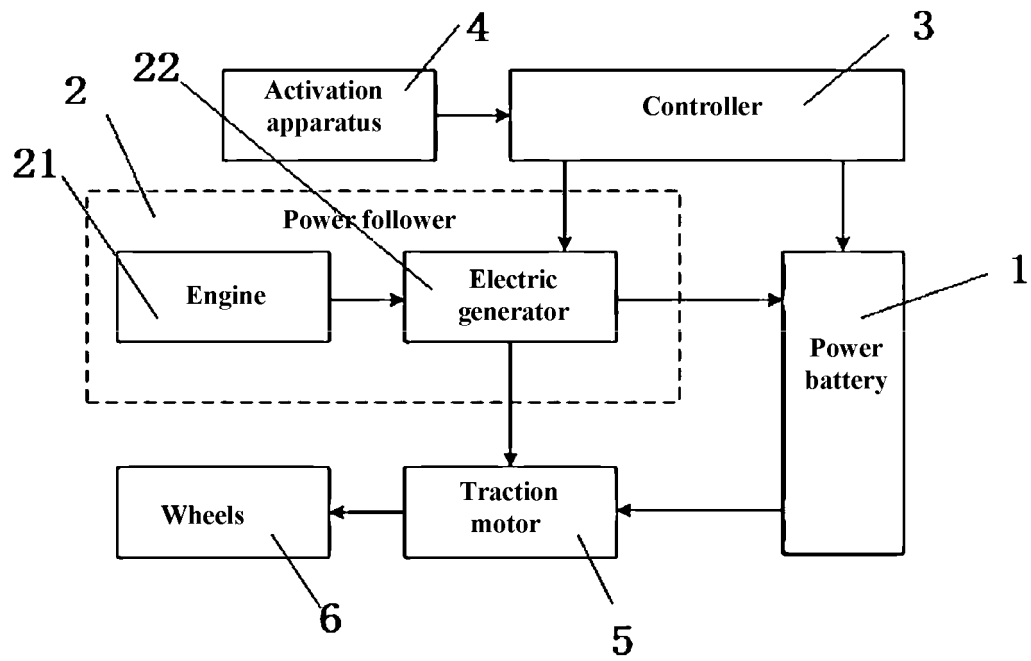 4
3
22
2
Activation
apparatus
Controller
21
Power follower
1
Engine
Electric
generator
Power
battery
Wheels
Traction
motor
6
5